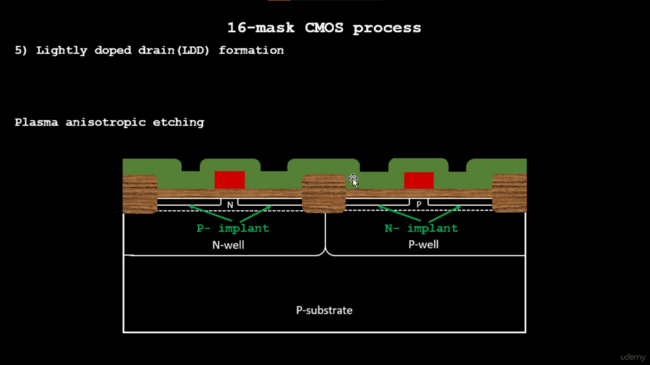 16-mask CMOS process
5) Lightly doped drain(LDD) formation
Plasma anisotropic etching
N
P
P- implant
N- implant
N-well
P-well
P-substrate
udemy